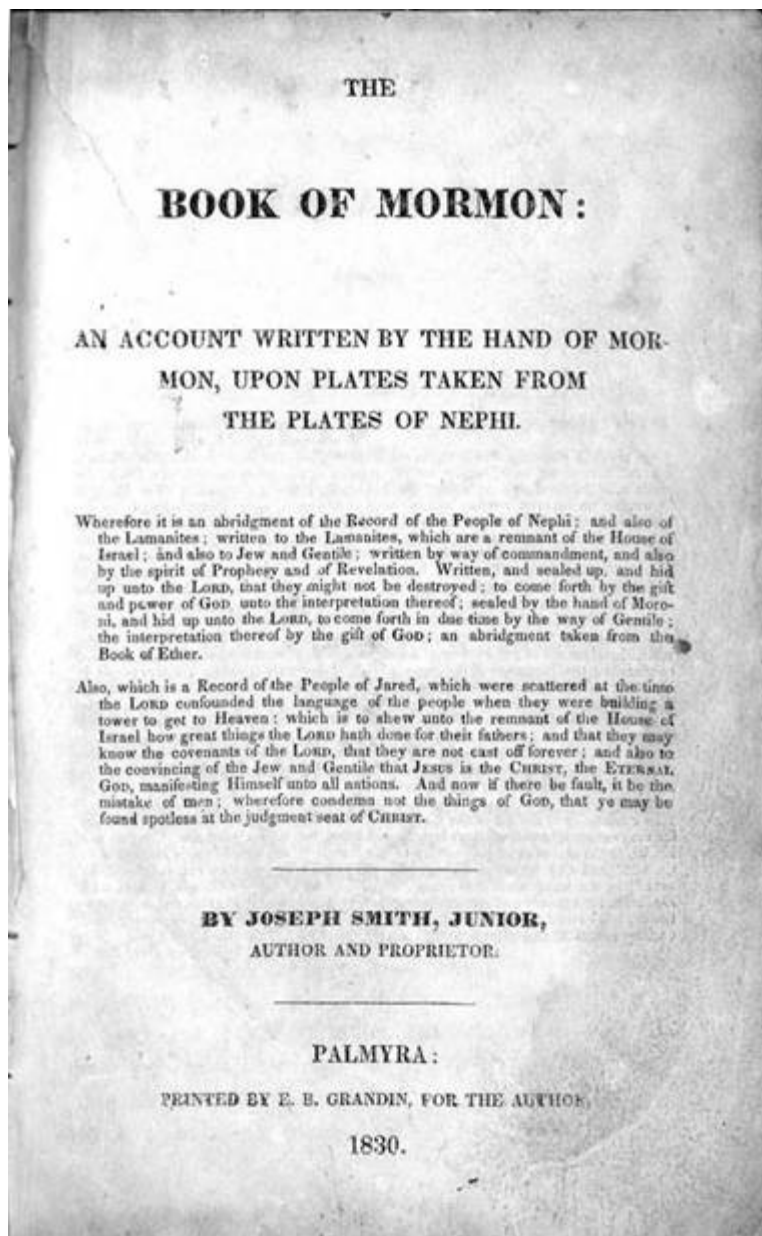 THE
BOOK OF MORMON:
AN ACCOUNT WRITTEN BY THE HAND OF MOR-
MON, UPON PLATES TAKEN FROM
THE PLATES OF NEPHI.
Wherefore it is an abridgment of the Record of the People of Nephi; and also of
the Lamanites; written to the Lamanites, which are a remnant of the House of
Israel; and also to Jew and Gentile; written by way of commandment, and also
by the spirit of Prophesy and of Revelation. Written, and sealed up, and hid
up unto the LORD, that they might not be destroyed; to come forth by the gift
and power of GOD unto the interpretation thereof; sealed by the hand of Moro-
ni, and hid up unto the LORD, to come forth in due time by the way of Gentile;
the interpretation thereof by the gift of GOD; an abridgment taken from the
Book of Ether.
Also, which is a Record of the People of Jared, which were scattered at the time
the LORD confounded the language of the people when they were building a
tower to get to Heaven: which is to shew unto the remnant of the House of
Israel how great things the LORD hath done for their fathers; and that they may
know the covenants of the LORD, that they are not cast off forever; and also to
the convincing of the Jew and Gentile that JESUS is the CHRIST, the ETERNAL
GOD, manifesting Himself unto all nations. And now if there be fault, it be the
mistake of men; wherefore condemn not the things of GOD, that ye may be
found spotless at the judgment seat of CHRIST.
BY JOSEPH SMITH, JUNIOR,
AUTHOR AND PROPRIETOR.
PALMYRA:
PRINTED BY E. B. GRANDIN, FOR THE AUTHOR.
1830.